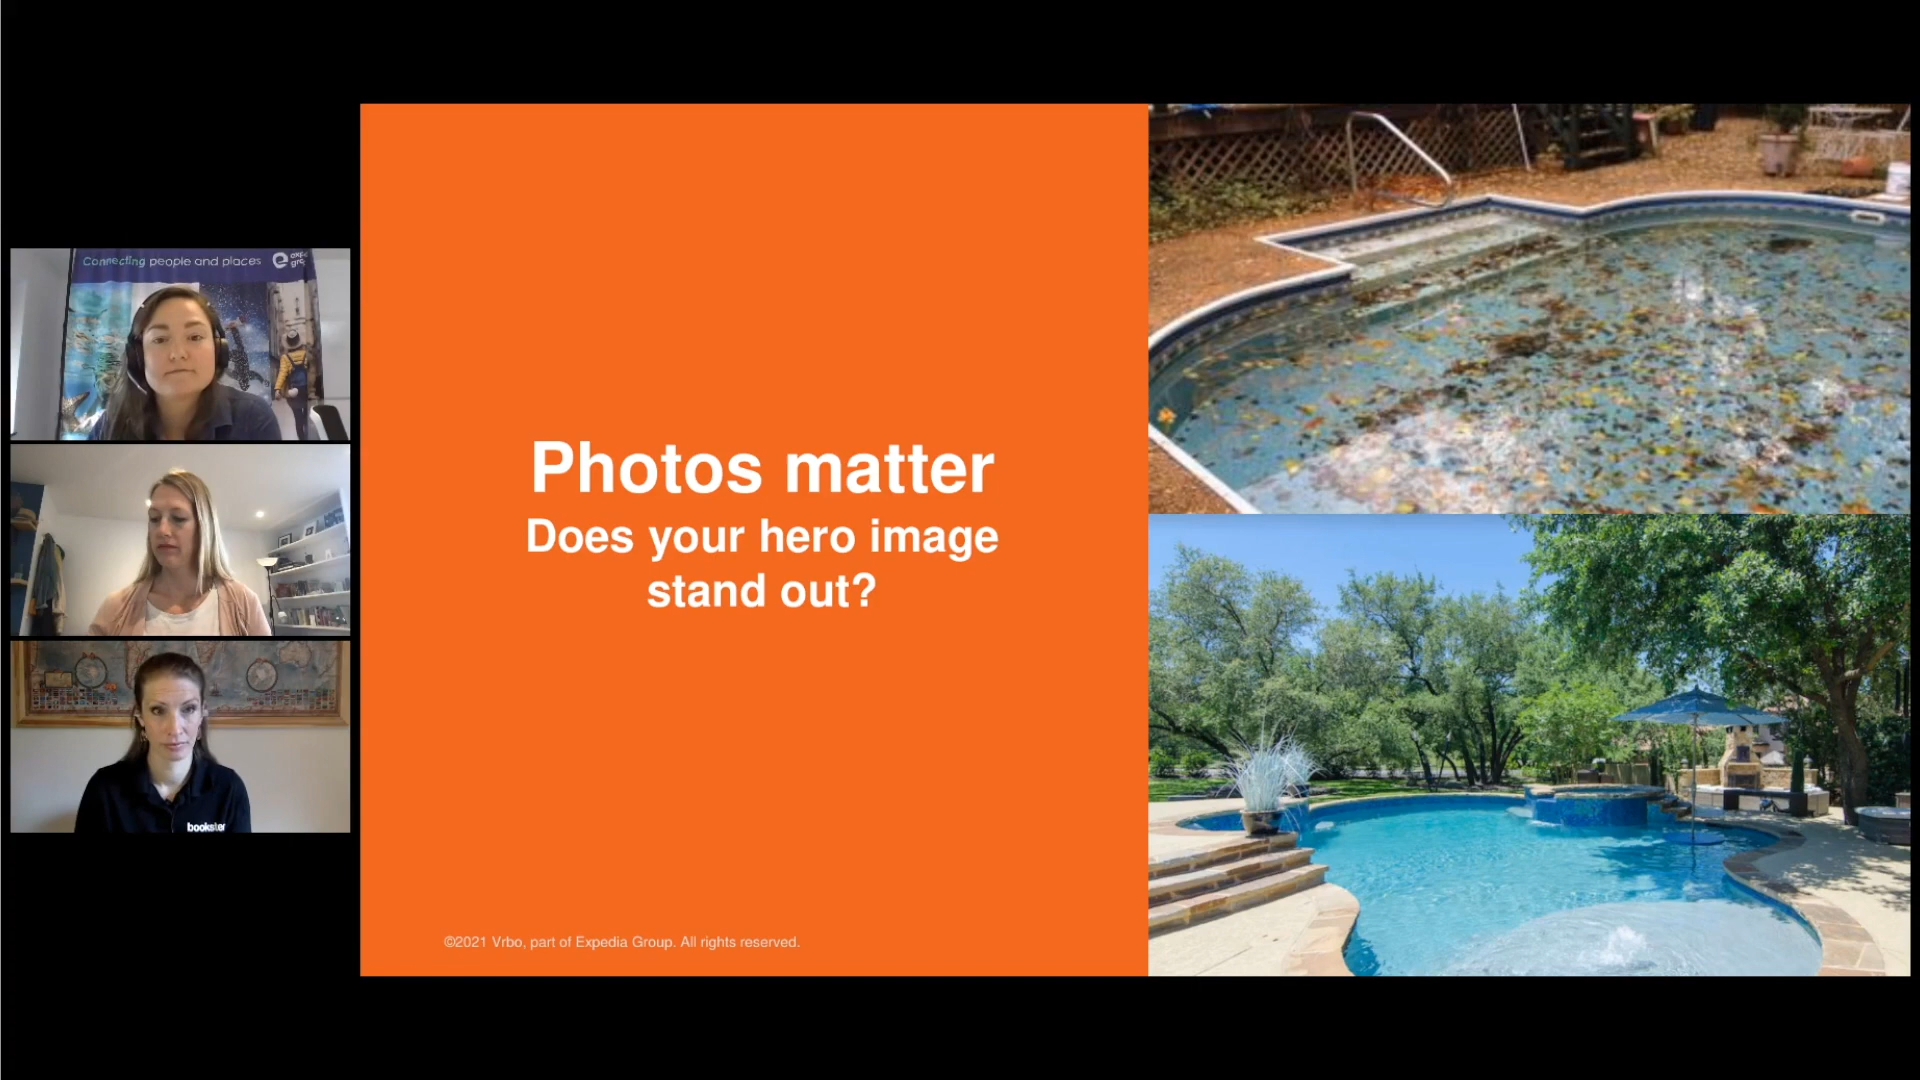 Connecting people and places
Photos matter
Does your hero image
stand out?
bookster
©2021 Vrbo, part of Expedia Group. All rights reserved.